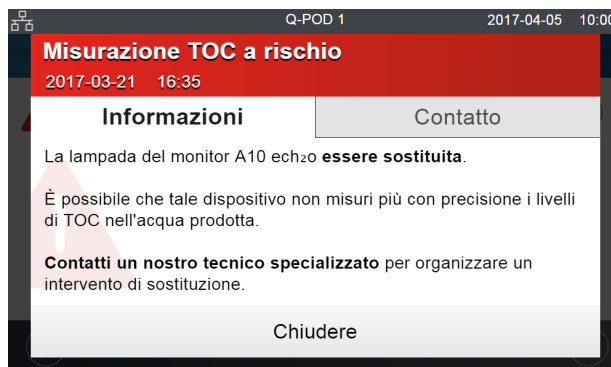 Q-POD 1 2017-04-05 10:00
Misurazione TOC a rischio
2017-03-21 16:35
Informazioni Contatto
La lampada del monitor A10 ech₂o essere sostituita.
È possibile che tale dispositivo non misuri più con precisione i livelli
di TOC nell'acqua prodotta.
Contatti un nostro tecnico specializzato per organizzare un
intervento di sostituzione.
Chiudere